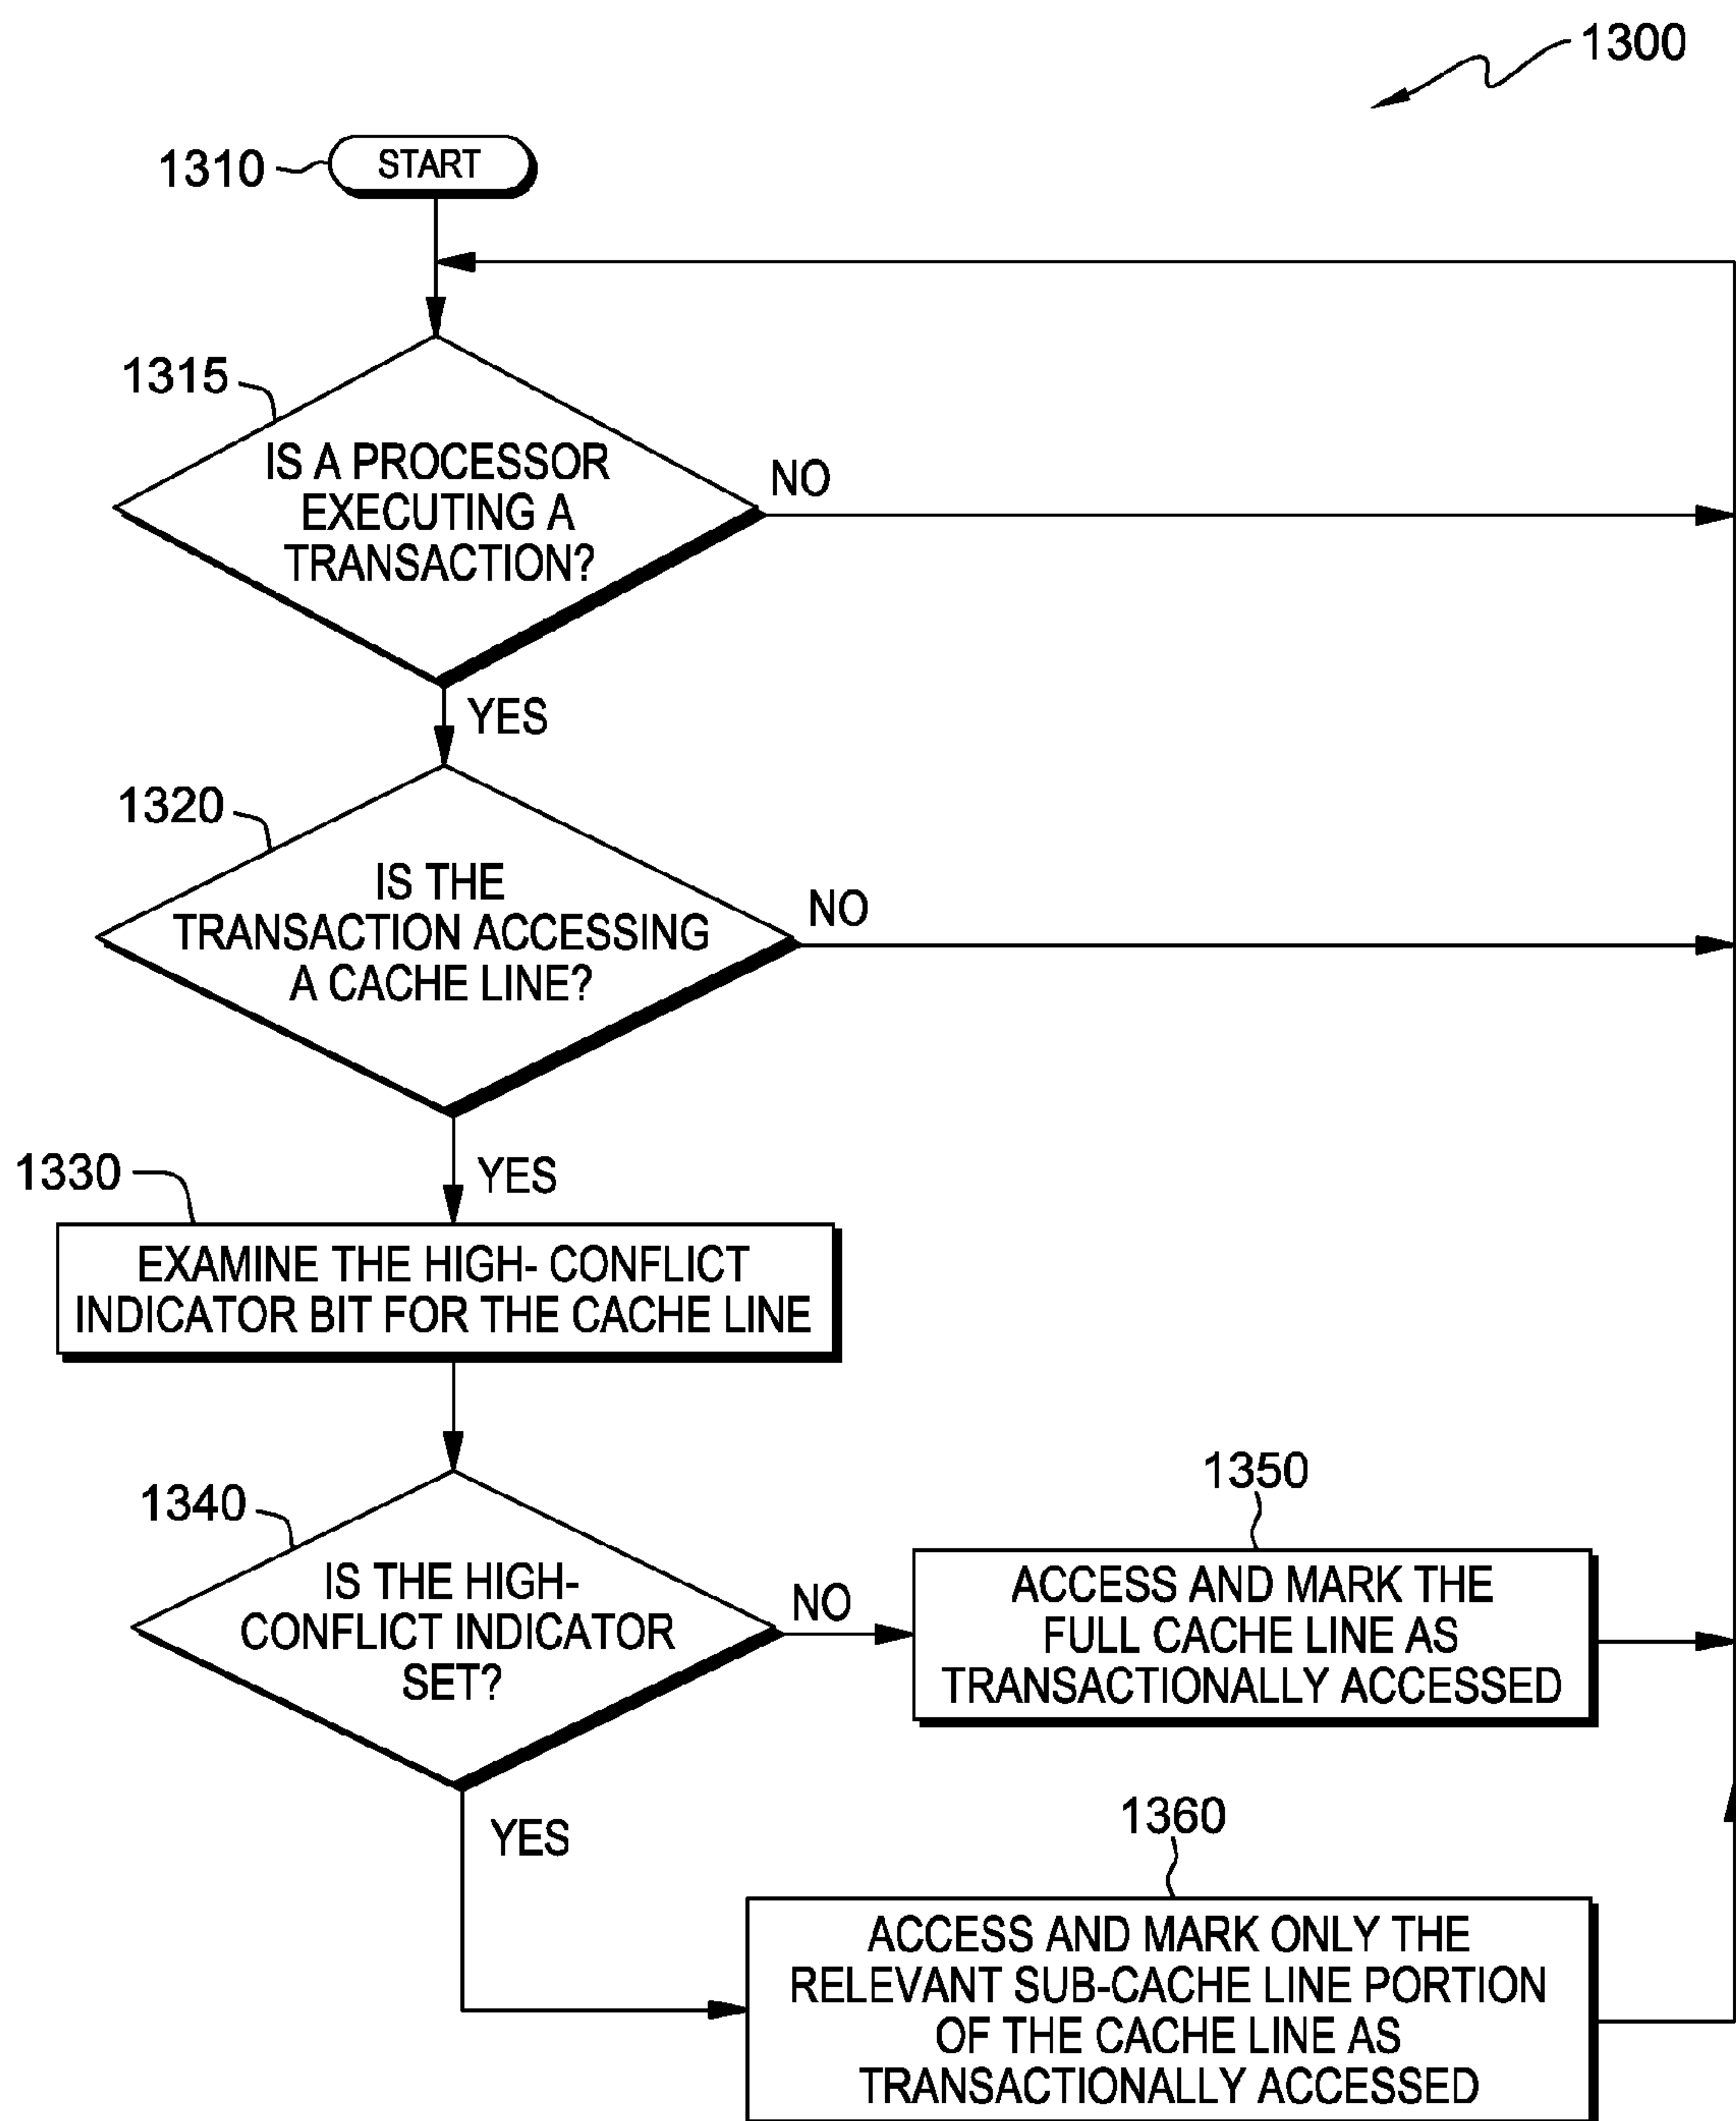 1300
1310
START
1315
IS A PROCESSOR
EXECUTING A
TRANSACTION?
NO
YES
1320
IS THE
TRANSACTION ACCESSING
A CACHE LINE?
NO
YES
1330
EXAMINE THE HIGH- CONFLICT
INDICATOR BIT FOR THE CACHE LINE
1340
IS THE HIGH-
CONFLICT INDICATOR
SET?
NO
YES
1350
ACCESS AND MARK THE
FULL CACHE LINE AS
TRANSACTIONALLY ACCESSED
1360
ACCESS AND MARK ONLY THE
RELEVANT SUB-CACHE LINE PORTION
OF THE CACHE LINE AS
TRANSACTIONALLY ACCESSED